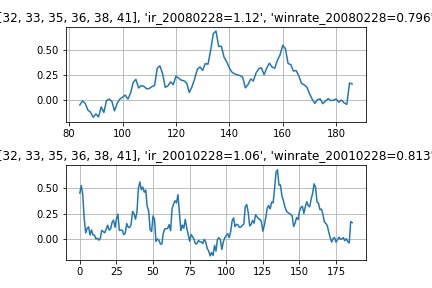 [32, 33, 35, 36, 38, 41], 'ir_20080228=1.12', 'winrate_20080228=0.796'
0.50
0.25
0.00
80 100 120 140 160 180
[32, 33, 35, 36, 38, 41], 'ir_20010228=1.06', 'winrate_20010228=0.813'
0.50
0.25
0.00
0 25 50 75 100 125 150 175